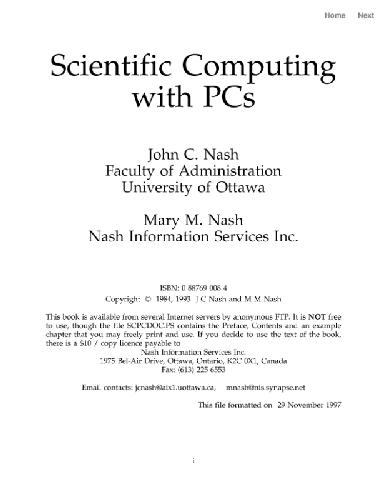 Home Next
Scientific Computing
with PCs
John C. Nash
Faculty of Administration
University of Ottawa
Mary M. Nash
Nash Information Services Inc.
ISBN: 0 88769 008 4
Copyright © 1984, 1993 J C Nash and M M Nash
This book is available from several Internet servers by anonymous FTP. It is NOT free
to use, though the file SCPCDOC.PS contains the Preface, Contents and an example
chapter that you may freely print and use. If you decide to use the text of the book,
there is a $10 / copy licence payable to
Nash Information Services Inc.
1975 Bel-Air Drive, Ottawa, Ontario, K2C 0X1, Canada
Fax: (613) 225 6553
Email contacts: jcnash@aix1.uottawa.ca, mnash@nis.synapse.net
This file formatted on 29 November 1997
i